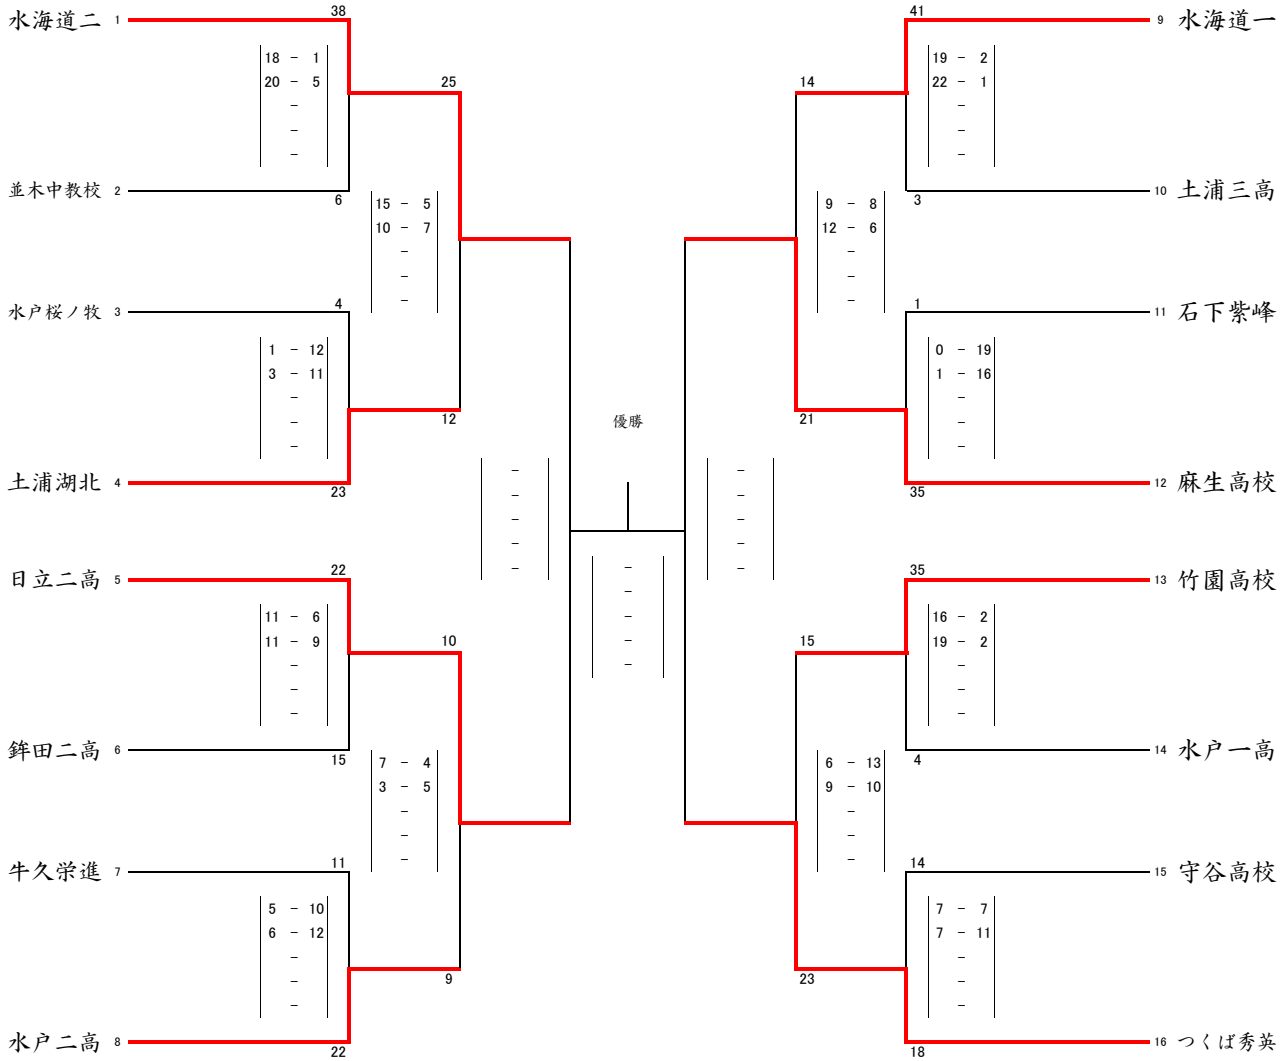 水海道二 1 38
18 - 1
20 - 5
-
-
-
並木中教校 2 6
25
15 - 5
10 - 7
-
-
-
水戸桜ノ牧 3 4
1 - 12
3 - 11
-
-
-
土浦湖北 4 23
12
日立二高 5 22
11 - 6
11 - 9
-
-
-
鉾田二高 6 15
10
7 - 4
3 - 5
-
-
-
牛久栄進 7 11
5 - 10
6 - 12
-
-
-
水戸二高 8 22
9
-
-
-
-
-
優勝
-
-
-
-
-
-
-
-
-
-
41 9 水海道一
19 - 2
22 - 1
-
-
-
3 10 土浦三高
14
9 - 8
12 - 6
-
-
-
1 11 石下紫峰
0 - 19
1 - 16
-
-
-
35 12 麻生高校
21
35 13 竹園高校
16 - 2
19 - 2
-
-
-
4 14 水戸一高
15
6 - 13
9 - 10
-
-
-
14 15 守谷高校
7 - 7
7 - 11
-
-
-
18 16 つくば秀英
23